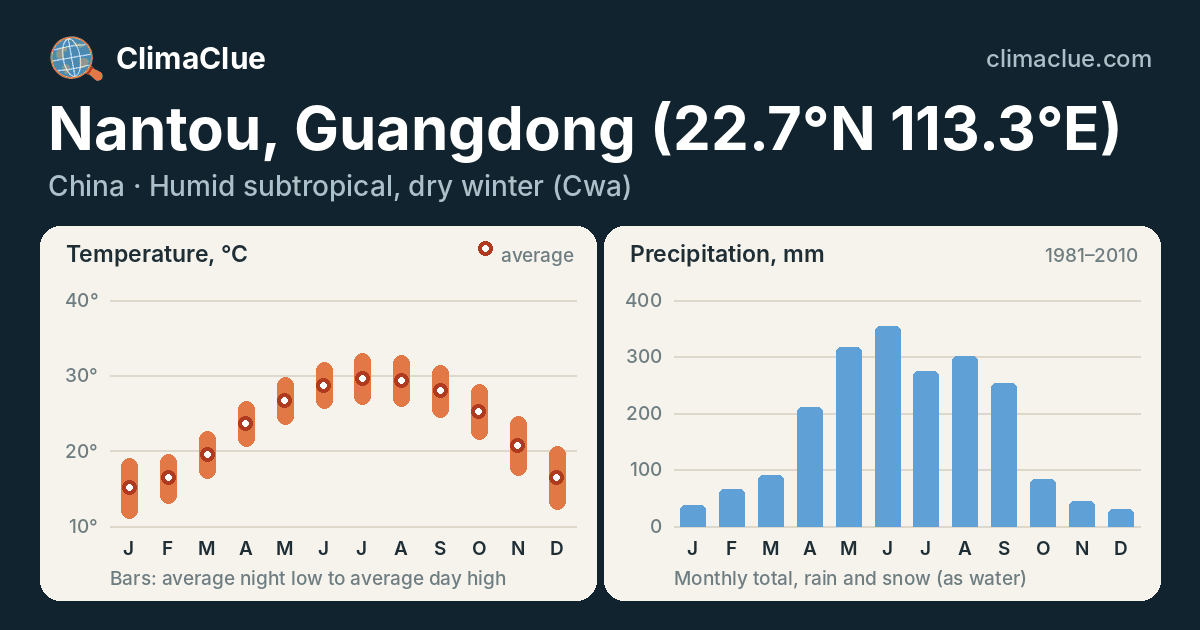 ClimaClue
climaclue.com
Nantou, Guangdong (22.7°N 113.3°E)
China · Humid subtropical, dry winter (Cwa)
Temperature, °C
average
40°
30°
20°
10°
J F M A M J J A S O N D
Bars: average night low to average day high
Precipitation, mm
1981–2010
400
300
200
100
0
J F M A M J J A S O N D
Monthly total, rain and snow (as water)